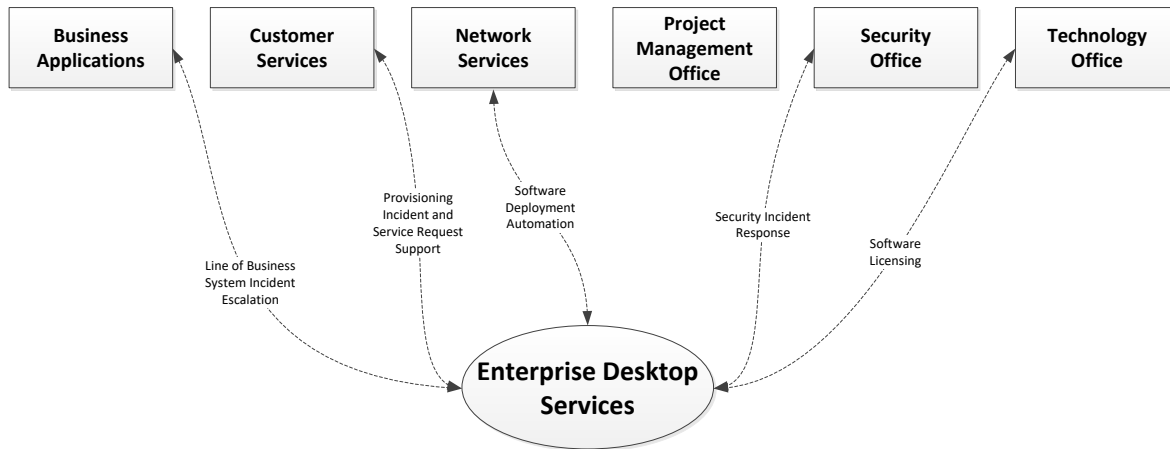 Business
Applications
Customer
Services
Network
Services
Project
Management
Office
Security
Office
Technology
Office
Provisioning
Incident and
Service Request
Support
Software
Deployment
Automation
Security Incident
Response
Software
Licensing
Line of Business
System Incident
Escalation
Enterprise Desktop
Services